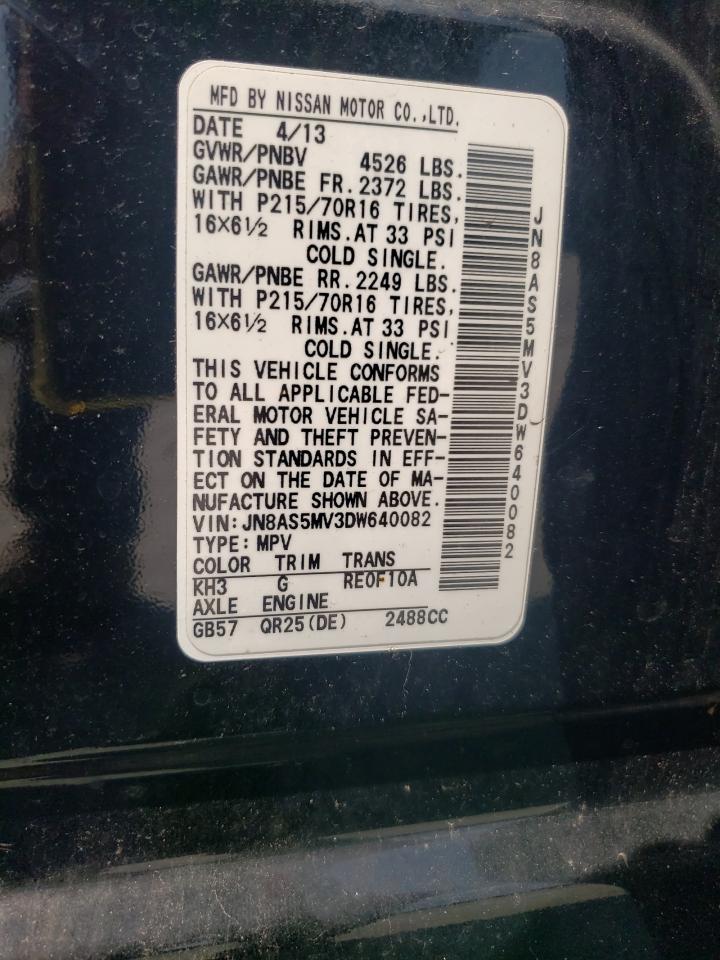 MFD BY NISSAN MOTOR CO.,LTD.
DATE 4/13
GVWR/PNBV 4526 LBS.
GAWR/PNBE FR. 2372 LBS.
WITH P215/70R16 TIRES,
16×6½ RIMS. AT 33 PSI
COLD SINGLE.
GAWR/PNBE RR. 2249 LBS.
WITH P215/70R16 TIRES,
16×6½ RIMS. AT 33 PSI
COLD SINGLE.
THIS VEHICLE CONFORMS
TO ALL APPLICABLE FED-
ERAL MOTOR VEHICLE SA-
FETY AND THEFT PREVEN-
TION STANDARDS IN EFF-
ECT ON THE DATE OF MA-
NUFACTURE SHOWN ABOVE.
VIN: JN8AS5MV3DW640082
TYPE: MPV
COLOR TRIM TRANS
KH3 G RE0F10A
AXLE ENGINE
GB57 QR25(DE) 2488CC
JN8AS5MV3DW640082